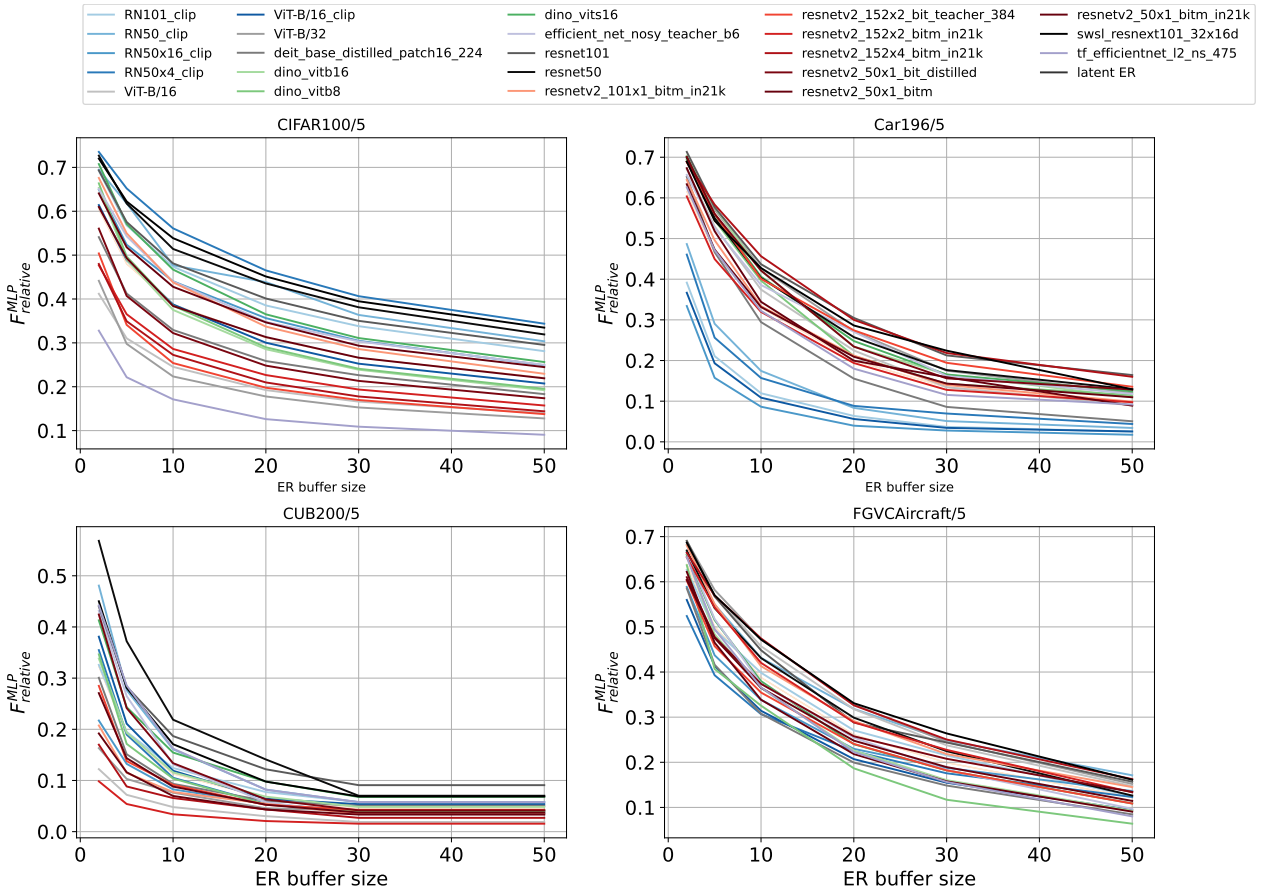 RN101_clip
RN50_clip
RN50x16_clip
RN50x4_clip
ViT-B/16
ViT-B/16_clip
ViT-B/32
deit_base_distilled_patch16_224
dino_vitb16
dino_vitb8
dino_vits16
efficient_net_nosy_teacher_b6
resnet101
resnet50
resnetv2_101x1_bitm_in21k
resnetv2_152x2_bit_teacher_384
resnetv2_152x2_bitm_in21k
resnetv2_152x4_bitm_in21k
resnetv2_50x1_bit_distilled
resnetv2_50x1_bitm
resnetv2_50x1_bitm_in21k
swsl_resnext101_32x16d
tf_efficientnet_l2_ns_475
latent ER
CIFAR100/5
F^{MLP}_{relative}
0.7
0.6
0.5
0.4
0.3
0.2
0.1
0 10 20 30 40 50
ER buffer size
Car196/5
F^{MLP}_{relative}
0.7
0.6
0.5
0.4
0.3
0.2
0.1
0.0
0 10 20 30 40 50
ER buffer size
CUB200/5
F^{MLP}_{relative}
0.5
0.4
0.3
0.2
0.1
0.0
0 10 20 30 40 50
ER buffer size
FGVCAircraft/5
F^{MLP}_{relative}
0.7
0.6
0.5
0.4
0.3
0.2
0.1
0 10 20 30 40 50
ER buffer size